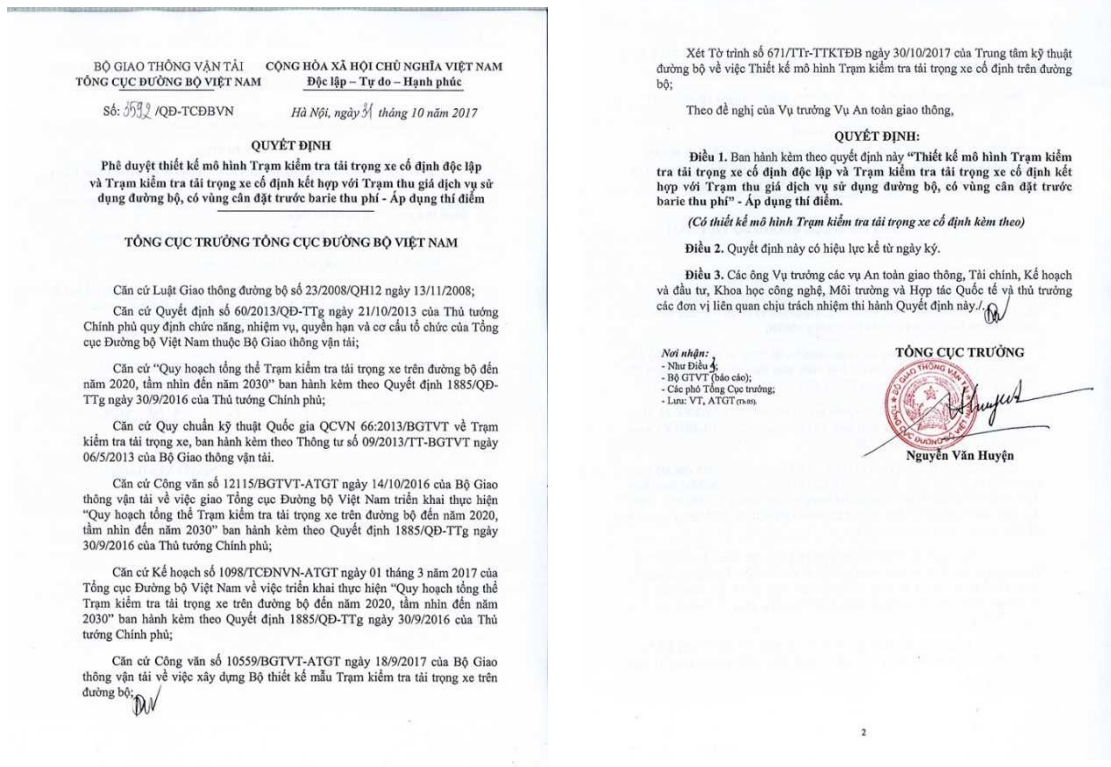 BỘ GIAO THÔNG VẬN TẢI
TỔNG CỤC ĐƯỜNG BỘ VIỆT NAM
CỘNG HÒA XÃ HỘI CHỦ NGHĨA VIỆT NAM
Độc lập – Tự do – Hạnh phúc
Số: 3592 /QĐ-TCĐBVN
Hà Nội, ngày 31 tháng 10 năm 2017
QUYẾT ĐỊNH
Phê duyệt thiết kế mô hình Trạm kiểm tra tải trọng xe cố định độc lập
và Trạm kiểm tra tải trọng xe cố định kết hợp với Trạm thu giá dịch vụ sử
dụng đường bộ, có vùng cân đặt trước barie thu phí - Áp dụng thí điểm
TỔNG CỤC TRƯỞNG TỔNG CỤC ĐƯỜNG BỘ VIỆT NAM
Căn cứ Luật Giao thông đường bộ số 23/2008/QH12 ngày 13/11/2008;
Căn cứ Quyết định số 60/2013/QĐ-TTg ngày 21/10/2013 của Thủ tướng
Chính phủ quy định chức năng, nhiệm vụ, quyền hạn và cơ cấu tổ chức của Tổng
cục Đường bộ Việt Nam thuộc Bộ Giao thông vận tải;
Căn cứ “Quy hoạch tổng thể Trạm kiểm tra tải trọng xe trên đường bộ đến
năm 2020, tầm nhìn đến năm 2030” ban hành kèm theo Quyết định 1885/QĐ-
TTg ngày 30/9/2016 của Thủ tướng Chính phủ;
Căn cứ Quy chuẩn kỹ thuật Quốc gia QCVN 66:2013/BGTVT về Trạm
kiểm tra tải trọng xe, ban hành kèm theo Thông tư số 09/2013/TT-BGTVT ngày
06/5/2013 của Bộ Giao thông vận tải.
Căn cứ Công văn số 12115/BGTVT-ATGT ngày 14/10/2016 của Bộ Giao
thông vận tải về việc giao Tổng cục Đường bộ Việt Nam triển khai thực hiện
“Quy hoạch tổng thể Trạm kiểm tra tải trọng xe trên đường bộ đến năm 2020,
tầm nhìn đến năm 2030” ban hành kèm theo Quyết định 1885/QĐ-TTg ngày
30/9/2016 của Thủ tướng Chính phủ;
Căn cứ Kế hoạch số 1098/TCĐNVN-ATGT ngày 01 tháng 3 năm 2017 của
Tổng cục Đường bộ Việt Nam về việc triển khai thực hiện “Quy hoạch tổng thể
Trạm kiểm tra tải trọng xe trên đường bộ đến năm 2020, tầm nhìn đến năm
2030” ban hành kèm theo Quyết định 1885/QĐ-TTg ngày 30/9/2016 của Thủ
tướng Chính phủ;
Căn cứ Công văn số 10559/BGTVT-ATGT ngày 18/9/2017 của Bộ Giao
thông vận tải về việc xây dựng Bộ thiết kế mẫu Trạm kiểm tra tải trọng xe trên
đường bộ;
Xét Tờ trình số 671/TTr-TTKTĐB ngày 30/10/2017 của Trung tâm kỹ thuật
đường bộ về việc Thiết kế mô hình Trạm kiểm tra tải trọng xe cố định trên đường
bộ;
Theo đề nghị của Vụ trưởng Vụ An toàn giao thông,
QUYẾT ĐỊNH:
Điều 1. Ban hành kèm theo quyết định này “Thiết kế mô hình Trạm kiểm
tra tải trọng xe cố định độc lập và Trạm kiểm tra tải trọng xe cố định kết
hợp với Trạm thu giá dịch vụ sử dụng đường bộ, có vùng cân đặt trước
barie thu phí” - Áp dụng thí điểm.
(Có thiết kế mô hình Trạm kiểm tra tải trọng xe cố định kèm theo)
Điều 2. Quyết định này có hiệu lực kể từ ngày ký.
Điều 3. Các ông Vụ trưởng các vụ An toàn giao thông, Tài chính, Kế hoạch
và đầu tư, Khoa học công nghệ, Môi trường và Hợp tác Quốc tế và thủ trưởng
các đơn vị liên quan chịu trách nhiệm thi hành Quyết định này./.
Nơi nhận:
- Như Điều 3;
- Bộ GTVT (báo cáo);
- Các phó Tổng Cục trưởng;
- Lưu: VT, ATGT
TỔNG CỤC TRƯỞNG
BỘ GIAO THÔNG VẬN TẢI
TỔNG CỤC ĐƯỜNG BỘ VIỆT NAM
Nguyễn Văn Huyện
2